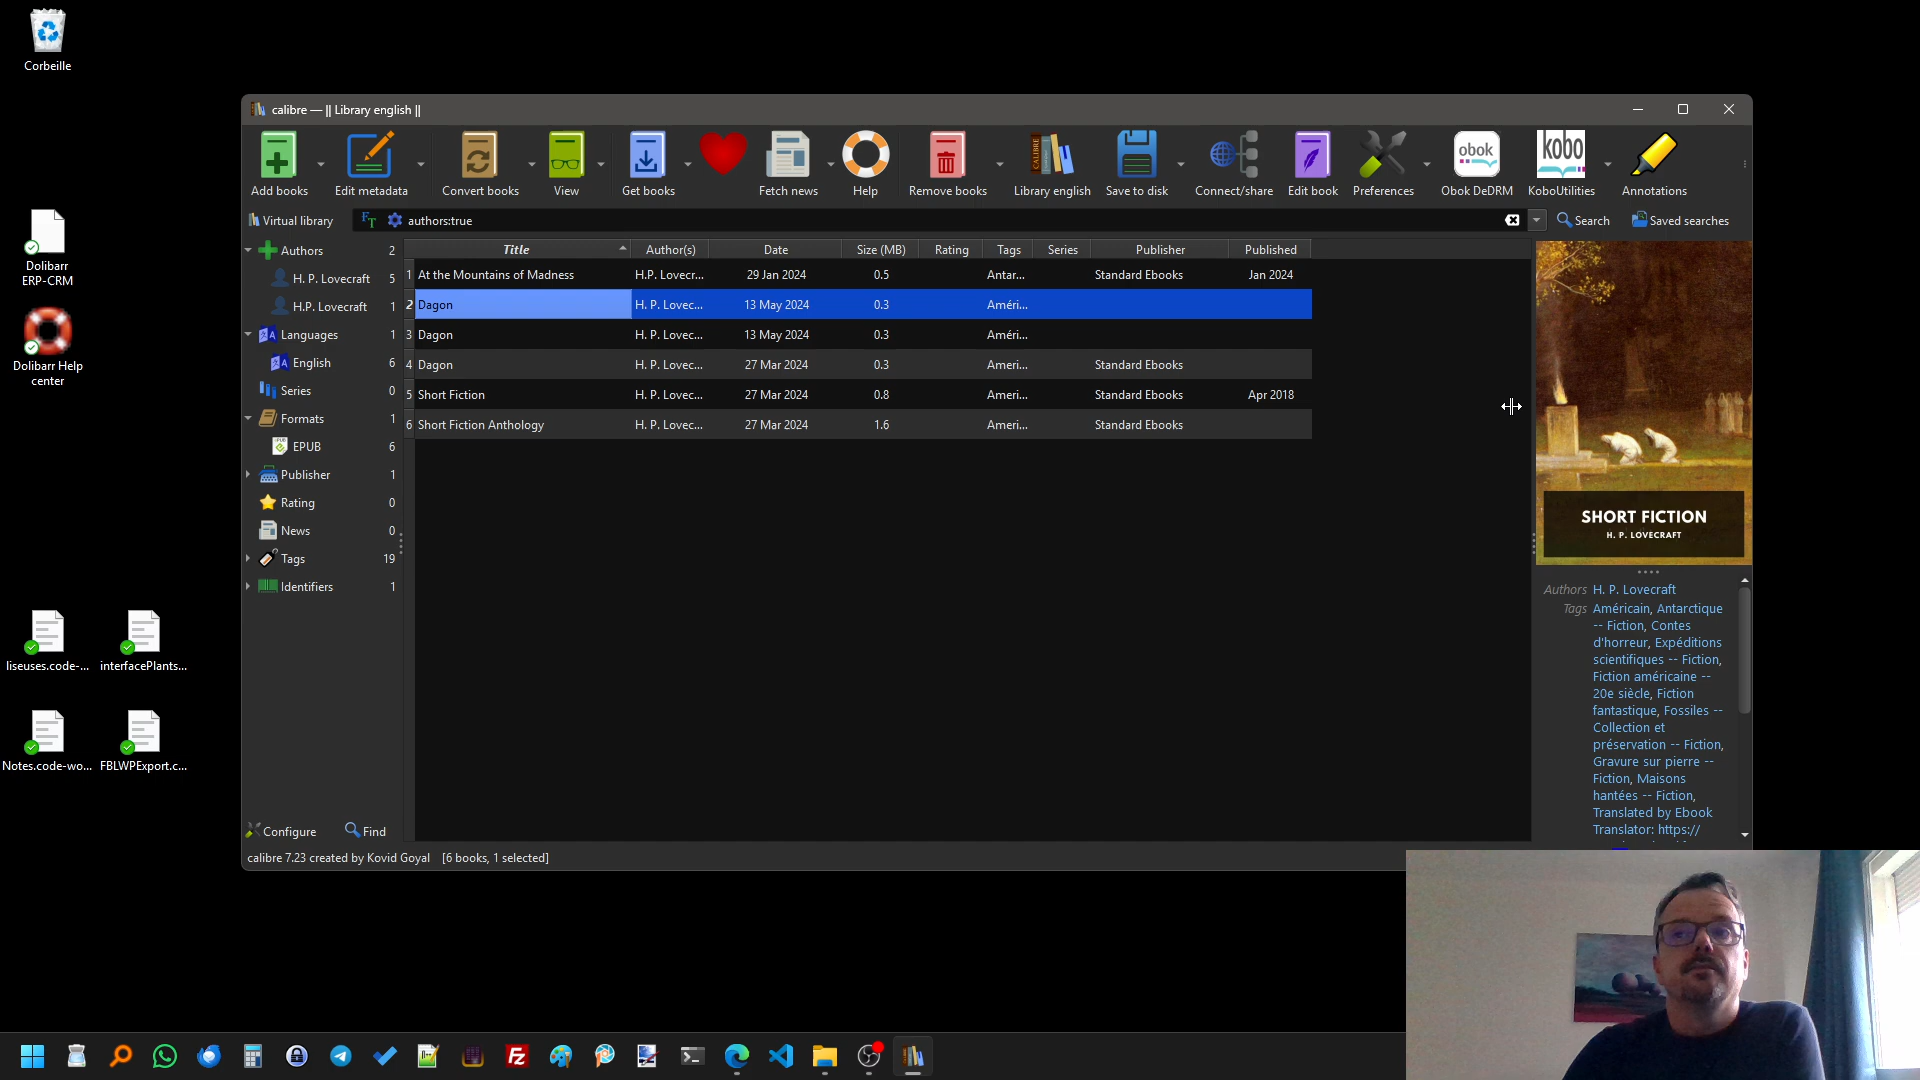 Corbeille
Dolibarr
ERP-CRM
Dolibarr Help
center
liseuses.code-...
interfacePlants...
Notes.code-wo...
FBLWPExport.c...
calibre — || Library english ||
Add books
Edit metadata
Convert books
View
Get books
Fetch news
Help
Remove books
CALIBRE
Library english
Save to disk
Connect/share
Edit book
Preferences
obok
Obok DeDRM
kobo
KoboUtilities
Annotations
Virtual library
FT
authors:true
Search
Saved searches
Authors 2
H. P. Lovecraft 5
H.P. Lovecraft 1
Languages 1
English 6
Series 0
Formats 1
EPUB 6
Publisher 1
Rating 0
News 0
Tags 19
Identifiers 1
Configure
Find
Title Author(s) Date Size (MB) Rating Tags Series Publisher Published
1 At the Mountains of Madness H.P. Lovecr... 29 Jan 2024 0.5 Antar... Standard Ebooks Jan 2024
2 Dagon H. P. Lovec... 13 May 2024 0.3 Améri...
3 Dagon H. P. Lovec... 13 May 2024 0.3 Améri...
4 Dagon H. P. Lovec... 27 Mar 2024 0.3 Ameri... Standard Ebooks
5 Short Fiction H. P. Lovec... 27 Mar 2024 0.8 Ameri... Standard Ebooks Apr 2018
6 Short Fiction Anthology H. P. Lovec... 27 Mar 2024 1.6 Ameri... Standard Ebooks
SHORT FICTION
H. P. LOVECRAFT
Authors H. P. Lovecraft
Tags Américain, Antarctique
-- Fiction, Contes
d'horreur, Expéditions
scientifiques -- Fiction,
Fiction américaine --
20e siècle, Fiction
fantastique, Fossiles --
Collection et
préservation -- Fiction,
Gravure sur pierre --
Fiction, Maisons
hantées -- Fiction,
Translated by Ebook
Translator: https://
calibre 7.23 created by Kovid Goyal [6 books, 1 selected]
Fz